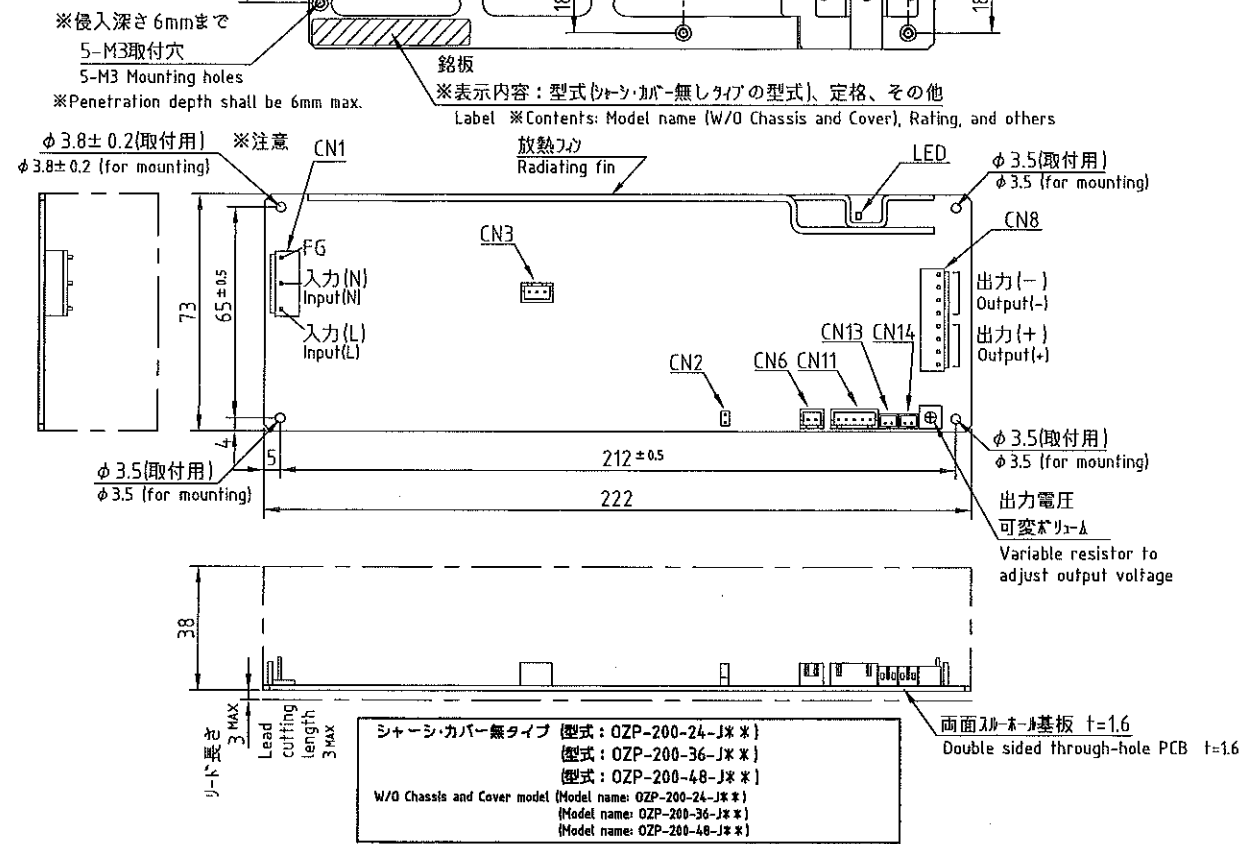 ※侵入深さ6mmまで
5-M3取付穴
5-M3 Mounting holes
※Penetration depth shall be 6mm max.
18
18
銘板
※表示内容：型式(シャーシ・カバー無しタイプの型式)、定格、その他
Label ※Contents: Model name (W/O Chassis and Cover), Rating, and others
φ3.8±0.2(取付用) ※注意
φ3.8±0.2 (for mounting)
CN1
放熱フィン
Radiating fin
LED
φ3.5(取付用)
φ3.5 (for mounting)
CN8
CN3
FG
入力(N)
Input(N)
入力(L)
Input(L)
73
65±0.5
出力(-)
Output(-)
出力(+)
Output(+)
CN2
CN6
CN11
CN13
CN14
4
5
212±0.5
222
φ3.5(取付用)
φ3.5 (for mounting)
φ3.5(取付用)
φ3.5 (for mounting)
出力電圧
可変ボリューム
Variable resistor to
adjust output voltage
38
リード長さ
3 MAX
Lead
cutting
length
3 MAX
両面スルーホール基板 t=1.6
Double sided through-hole PCB t=1.6
シャーシ・カバー無タイプ (型式：OZP-200-24-J＊＊)
(型式：OZP-200-36-J＊＊)
(型式：OZP-200-48-J＊＊)
W/O Chassis and Cover model (Model name: OZP-200-24-J＊＊)
(Model name: OZP-200-36-J＊＊)
(Model name: OZP-200-48-J＊＊)